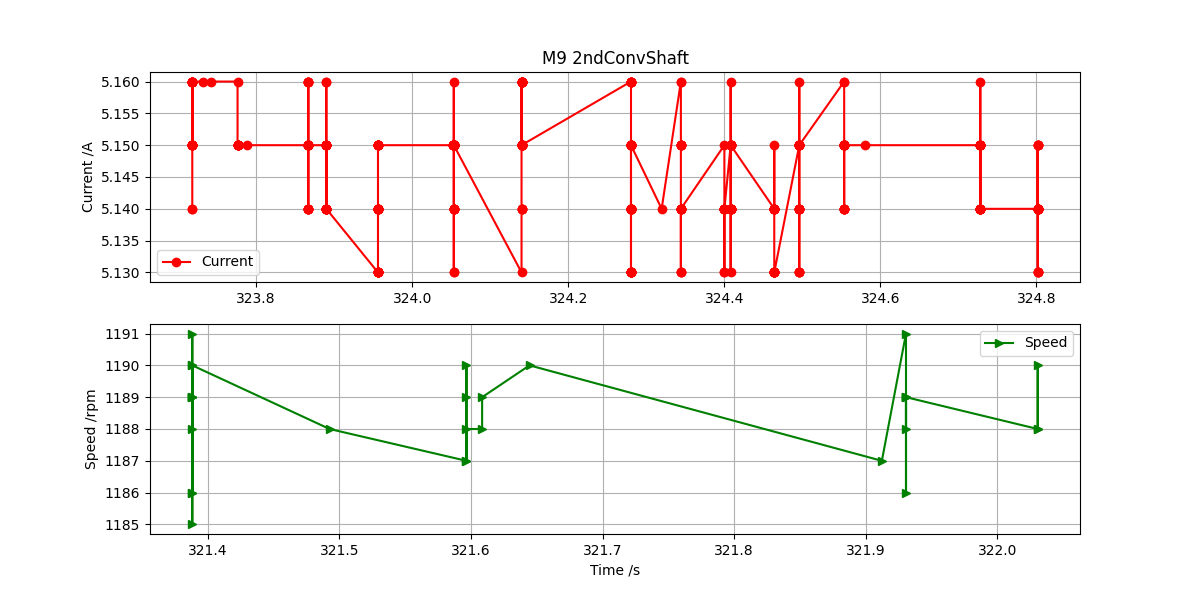 M9 2ndConvShaft
5.160
5.155
5.150
5.145
5.140
5.135
5.130
Current /A
Current
323.8 324.0 324.2 324.4 324.6 324.8
1191
1190
1189
1188
1187
1186
1185
Speed /rpm
Speed
321.4 321.5 321.6 321.7 321.8 321.9 322.0
Time /s